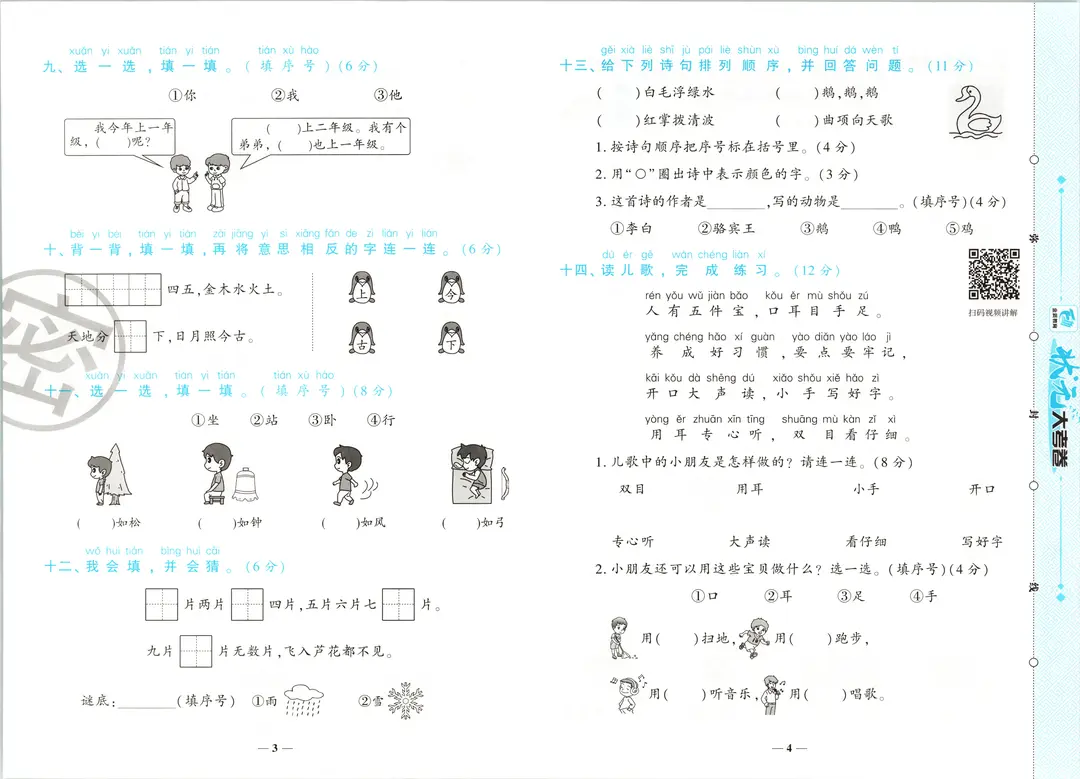 xuǎn yi xuǎn tián yi tián tián xù hào
九、选一选，填一填。(填序号)(6分)
①你 ②我 ③他
我今年上一年级，( )呢?
( )上二年级。我有个弟弟，( )也上一年级。
bèi yi bèi tián yi tián zài jiāng yì si xiāng fǎn de zì lián yi lián
十、背一背，填一填，再将意思相反的字连一连。(6分)
四五，金木水火土。
天地分 下，日月照今古。
上 今
古 下
xuǎn yi xuǎn tián yi tián tián xù hào
十一、选一选，填一填。(填序号)(8分)
①坐 ②站 ③卧 ④行
( )如松 ( )如钟 ( )如风 ( )如弓
wǒ huì tián bìng huì cāi
十二、我会填，并会猜。(6分)
片两片 四片，五片六片七 片。
九片 片无数片，飞入芦花都不见。
谜底：______(填序号) ①雨 ②雪
— 3 —
gěi xià liè shī jù pái liè shùn xù bìng huí dá wèn tí
十三、给下列诗句排列顺序，并回答问题。(11分)
( )白毛浮绿水 ( )鹅，鹅，鹅
( )红掌拨清波 ( )曲项向天歌
1.按诗句顺序把序号标在括号里。(4分)
2.用“○”圈出诗中表示颜色的字。(3分)
3.这首诗的作者是______，写的动物是______。(填序号)(4分)
①李白 ②骆宾王 ③鹅 ④鸭 ⑤鸡
dú ér gē wán chéng liàn xí
十四、读儿歌，完成练习。(12分)
扫码视频讲解
rén yǒu wǔ jiàn bǎo kǒu ěr mù shǒu zú
人有五件宝，口耳目手足。
yǎng chéng hǎo xí guàn yào diǎn yào láo jì
养成好习惯，要点要牢记，
kāi kǒu dà shēng dú xiǎo shǒu xiě hǎo zì
开口大声读，小手写好字。
yòng ěr zhuān xīn tīng shuāng mù kàn zǐ xì
用耳专心听，双目看仔细。
1.儿歌中的小朋友是怎样做的？请连一连。(8分)
双目 用耳 小手 开口
专心听 大声读 看仔细 写好字
2.小朋友还可以用这些宝贝做什么？选一选。(填序号)(4分)
①口 ②耳 ③足 ④手
用( )扫地， 用( )跑步，
用( )听音乐， 用( )唱歌。
— 4 —
密
弥
封
线
状元大考卷